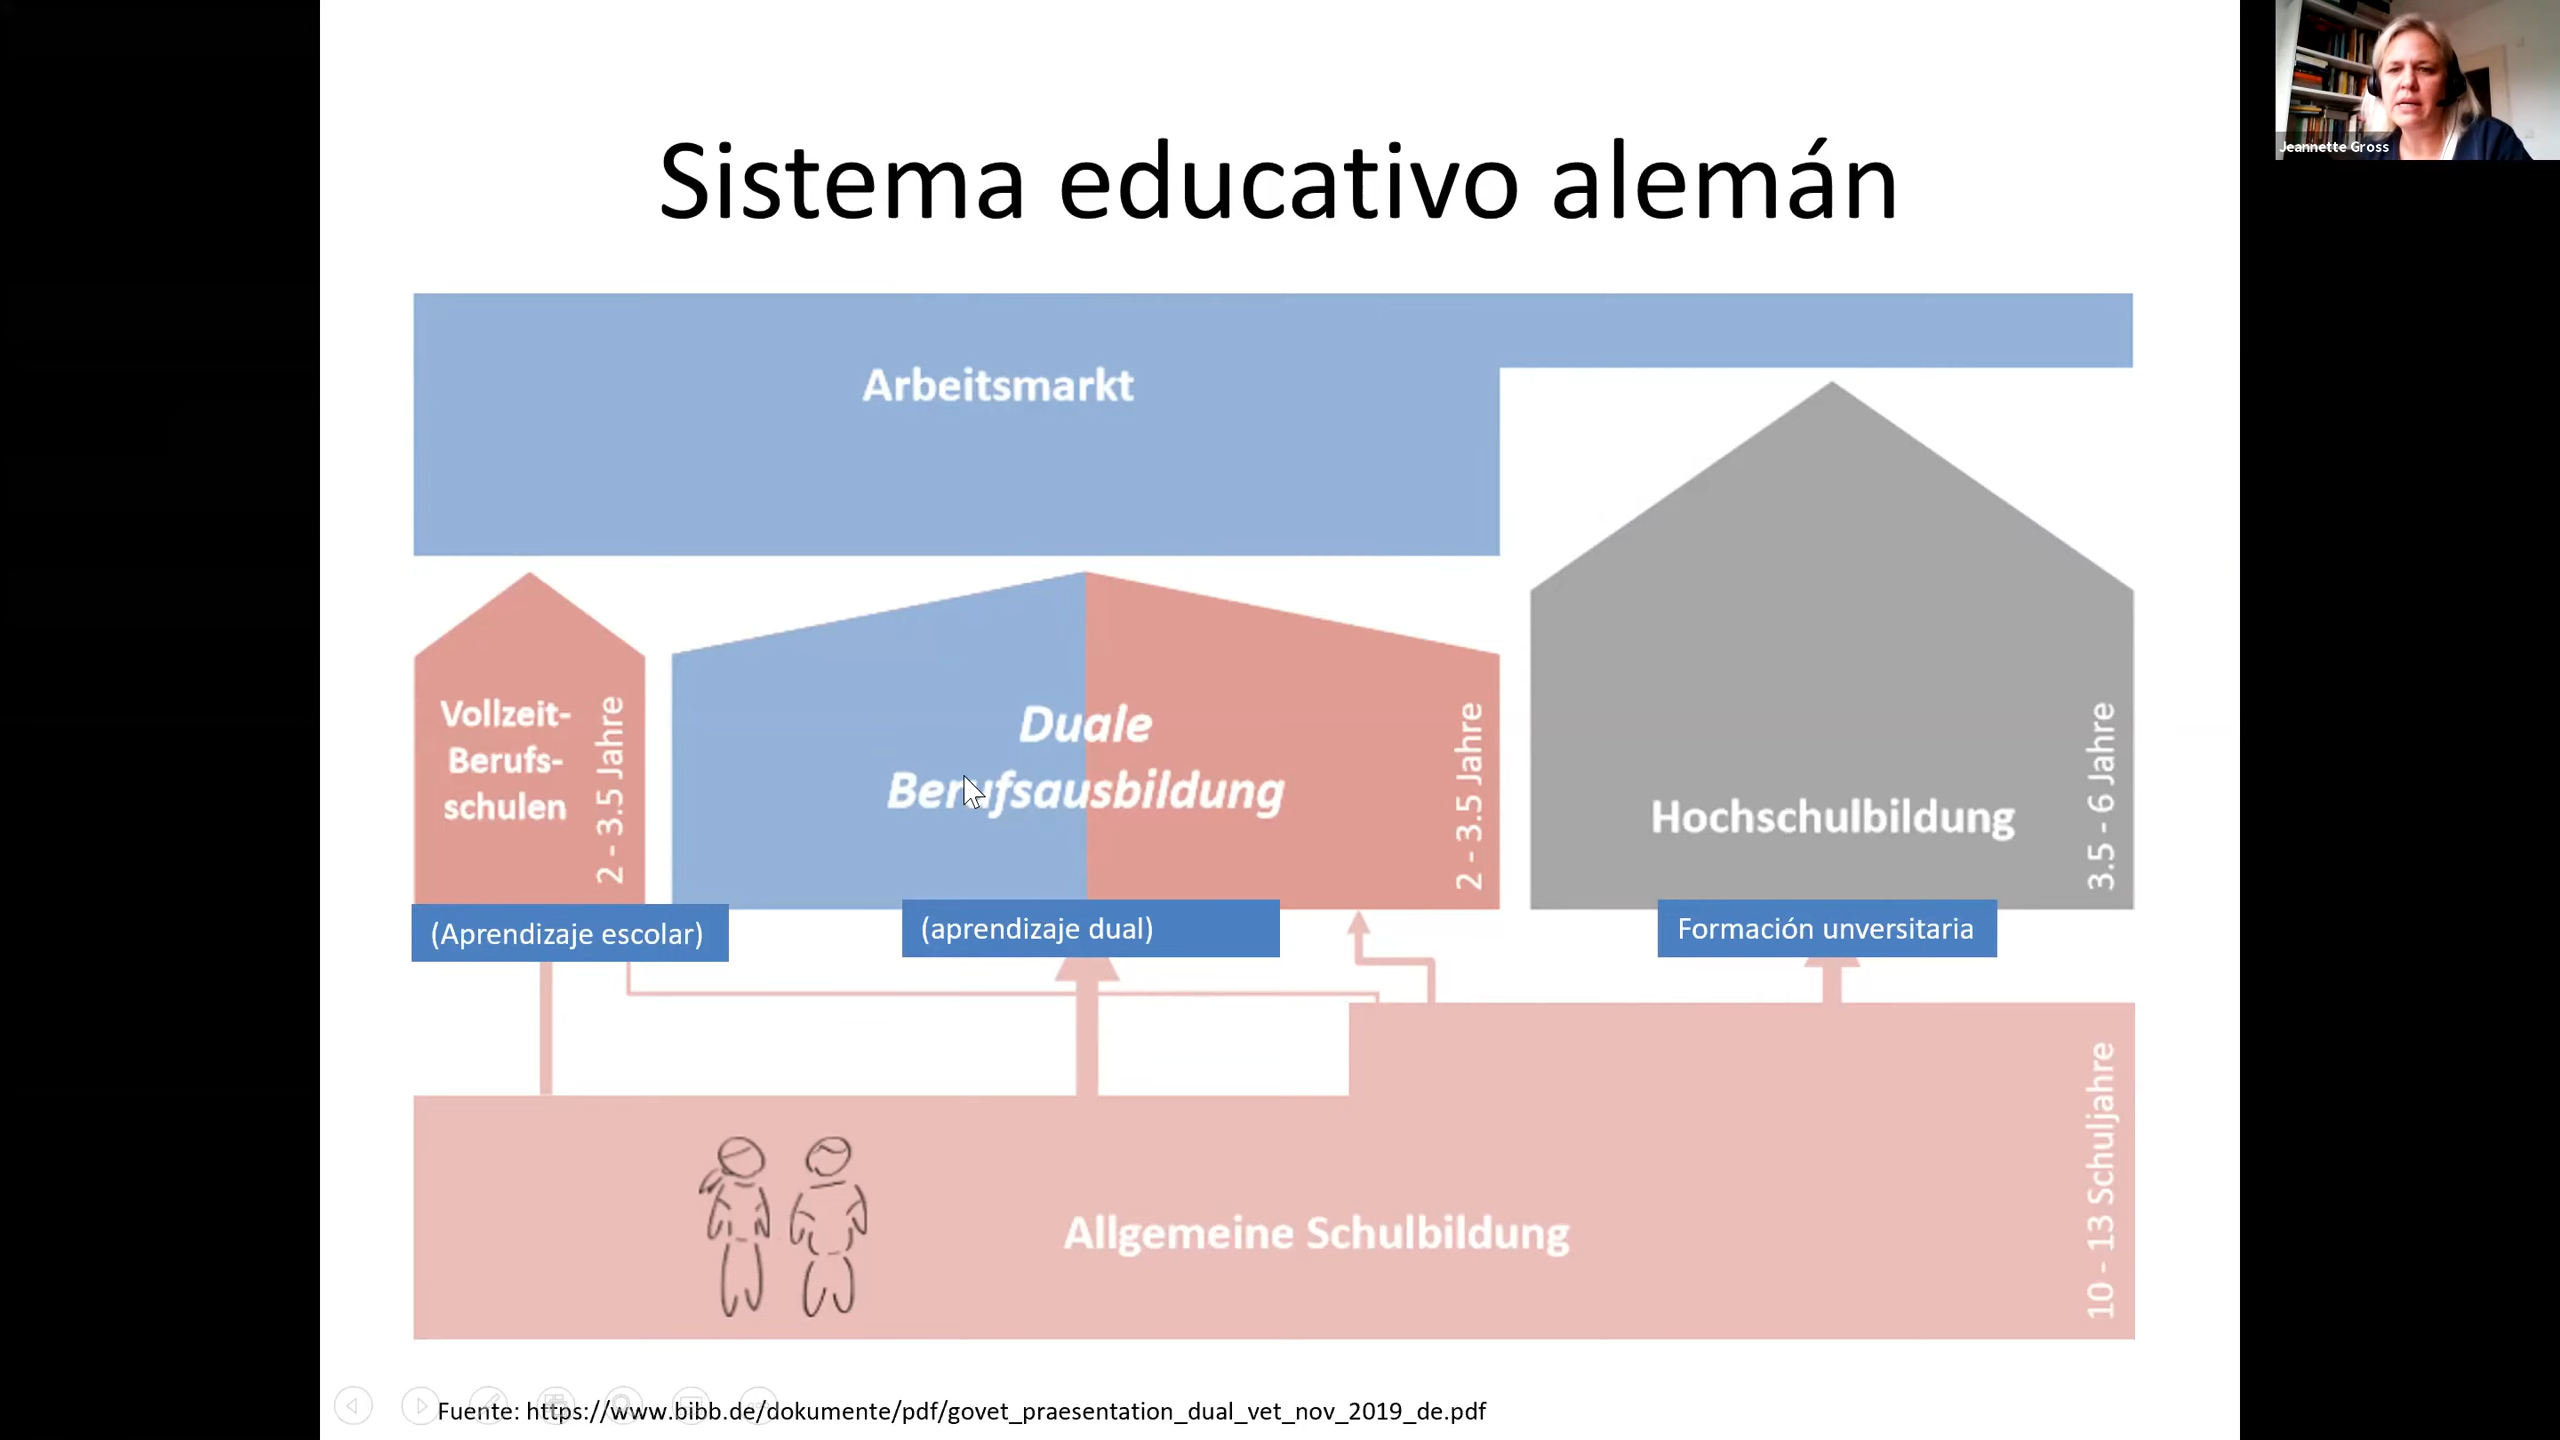 Jeannette Gross
Sistema educativo alemán
Arbeitsmarkt
Vollzeit-
Berufs-
schulen
2 - 3.5 Jahre
Duale
Berufsausbildung
2 - 3.5 Jahre
Hochschulbildung
3.5 - 6 Jahre
(Aprendizaje escolar)
(aprendizaje dual)
Formación unversitaria
Allgemeine Schulbildung
10 - 13 Schuljahre
Fuente: https://www.bibb.de/dokumente/pdf/govet_praesentation_dual_vet_nov_2019_de.pdf